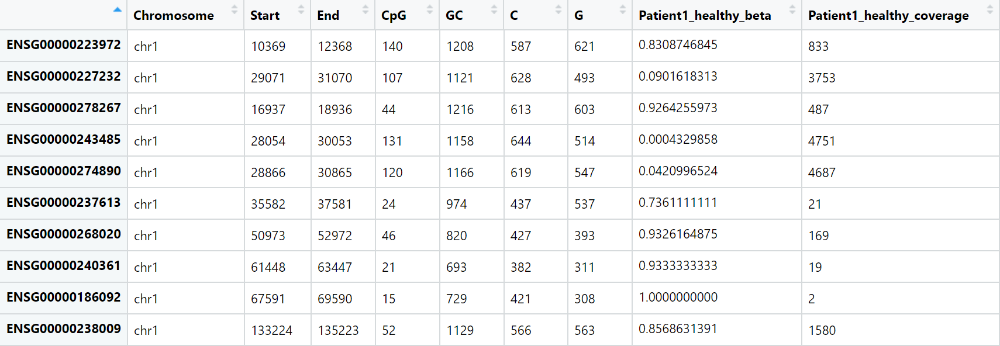 Chromosome Start End CpG GC C G Patient1_healthy_beta Patient1_healthy_coverage
ENSG00000223972 chr1 10369 12368 140 1208 587 621 0.8308746845 833
ENSG00000227232 chr1 29071 31070 107 1121 628 493 0.0901618313 3753
ENSG00000278267 chr1 16937 18936 44 1216 613 603 0.9264255973 487
ENSG00000243485 chr1 28054 30053 131 1158 644 514 0.0004329858 4751
ENSG00000274890 chr1 28866 30865 120 1166 619 547 0.0420996524 4687
ENSG00000237613 chr1 35582 37581 24 974 437 537 0.7361111111 21
ENSG00000268020 chr1 50973 52972 46 820 427 393 0.9326164875 169
ENSG00000240361 chr1 61448 63447 21 693 382 311 0.9333333333 19
ENSG00000186092 chr1 67591 69590 15 729 421 308 1.0000000000 2
ENSG00000238009 chr1 133224 135223 52 1129 566 563 0.8568631391 1580